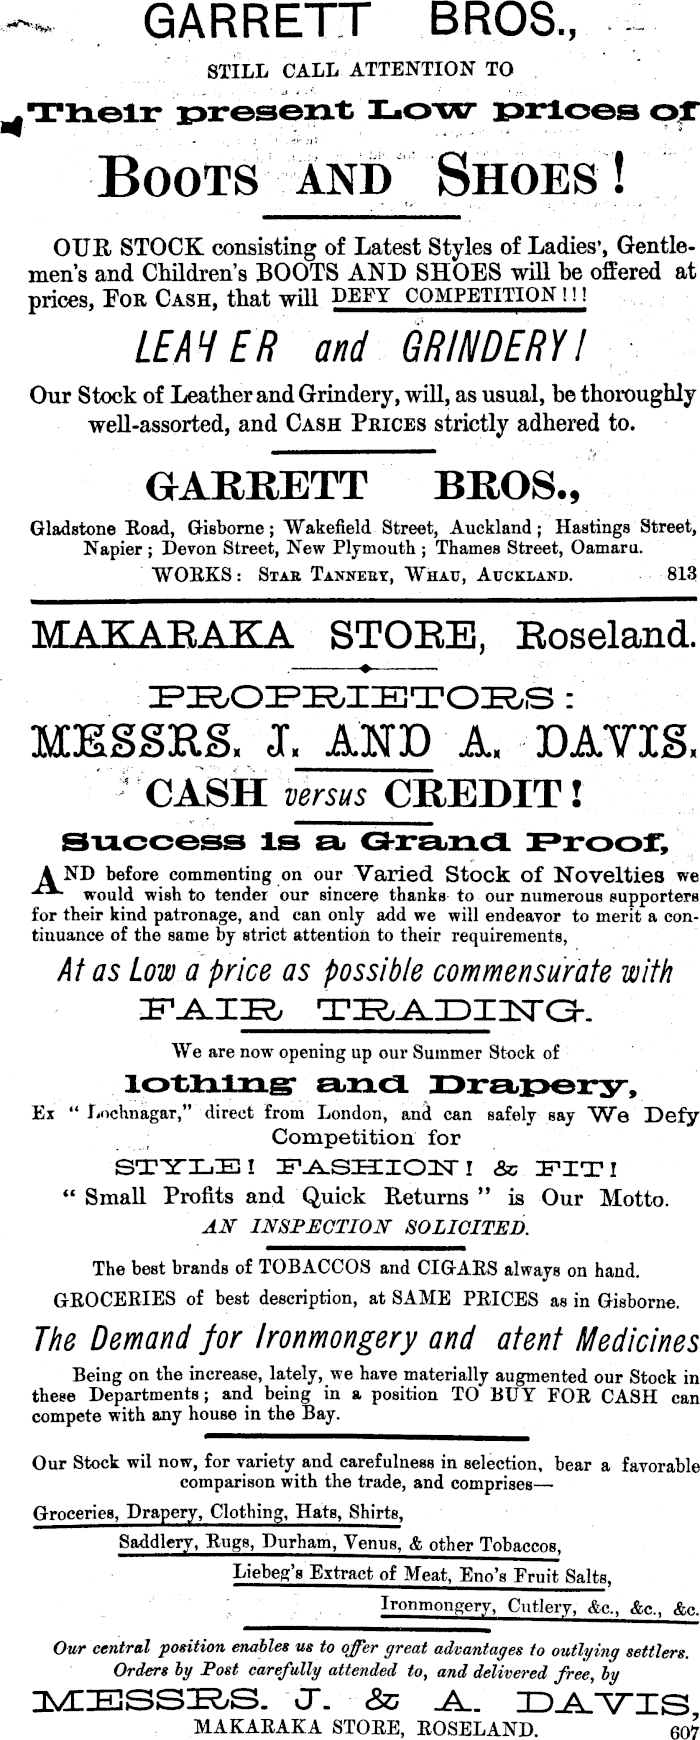 GARRETT BROS.,
STILL CALL ATTENTION TO
Their present Low prices of
BOOTS AND SHOES!
OUR STOCK consisting of Latest Styles of Ladies', Gentle-
men's and Children's BOOTS AND SHOES will be offered at
prices, FOR CASH, that will DEFY COMPETITION!!!
LEAHER and GRINDERY!
Our Stock of Leather and Grindery, will, as usual, be thoroughly
well-assorted, and CASH PRICES strictly adhered to.
GARRETT BROS.,
Gladstone Road, Gisborne; Wakefield Street, Auckland; Hastings Street,
Napier; Devon Street, New Plymouth; Thames Street, Oamaru.
WORKS: STAR TANNERY, WHAU, AUCKLAND. 813
MAKARAKA STORE, Roseland.
PROPRIETORS:
MESSRS. J. AND A. DAVIS.
CASH versus CREDIT!
Success is a Grand Proof,
AND before commenting on our Varied Stock of Novelties we
would wish to tender our sincere thanks to our numerous supporters
for their kind patronage, and can only add we will endeavor to merit a con-
tinuance of the same by strict attention to their requirements,
At as Low a price as possible commensurate with
FAIR TRADING.
We are now opening up our Summer Stock of
lothing and Drapery,
Ex "Lochnagar," direct from London, and can safely say We Defy
Competition for
STYLE! FASHION! & FIT!
"Small Profits and Quick Returns" is Our Motto.
AN INSPECTION SOLICITED.
The best brands of TOBACCOS and CIGARS always on hand.
GROCERIES of best description, at SAME PRICES as in Gisborne.
The Demand for Ironmongery and atent Medicines
Being on the increase, lately, we have materially augmented our Stock in
these Departments; and being in a position TO BUY FOR CASH can
compete with any house in the Bay.
Our Stock wil now, for variety and carefulness in selection, bear a favorable
comparison with the trade, and comprises—
Groceries, Drapery, Clothing, Hats, Shirts,
Saddlery, Rugs, Durham, Venus, & other Tobaccos,
Liebeg's Extract of Meat, Eno's Fruit Salts,
Ironmongery, Cutlery, &c., &c., &c.
Our central position enables us to offer great advantages to outlying settlers.
Orders by Post carefully attended to, and delivered free, by
MESSRS. J. & A. DAVIS,
MAKARAKA STORE, ROSELAND. 607